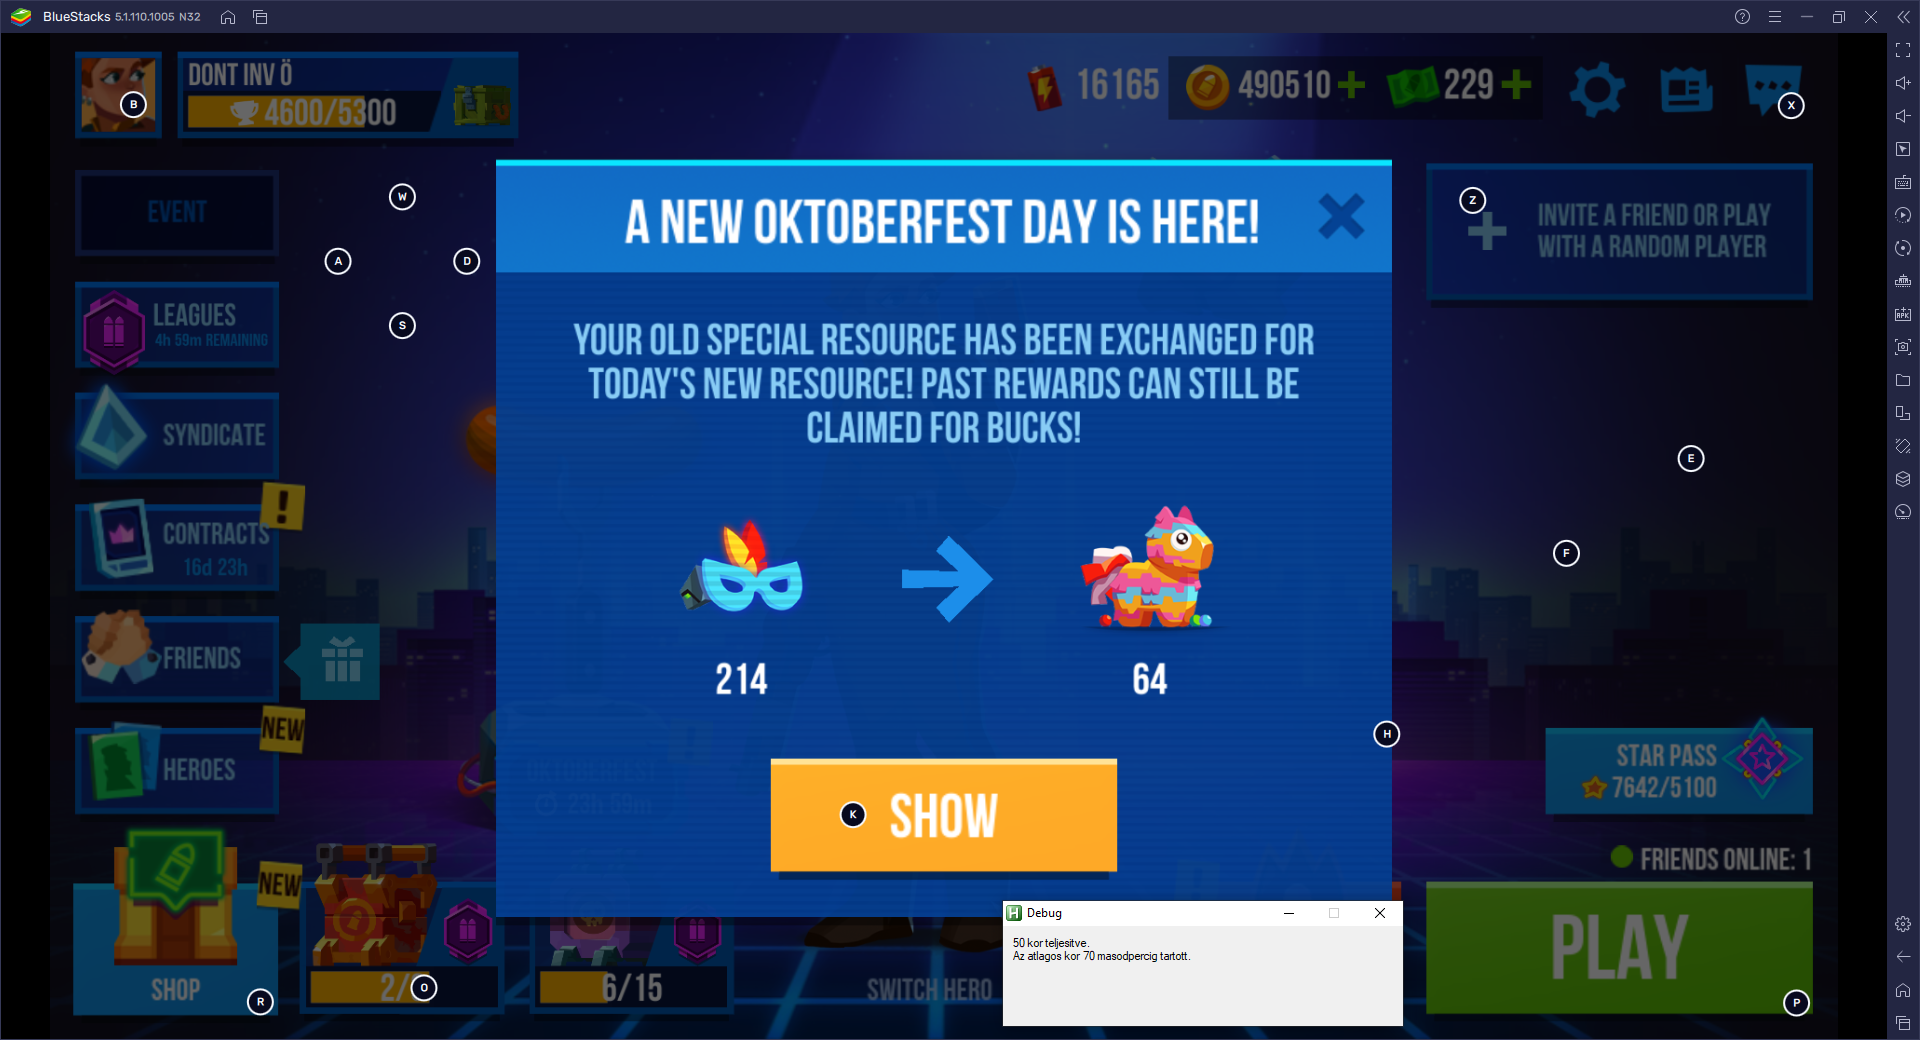 BlueStacks 5.1.110.1005 N32
DONT INV Ö
4600/5300
16165
490510
229
B
X
EVENT
W
A
D
S
LEAGUES
4h 59m REMAINING
SYNDICATE
CONTRACTS
16d 23h
FRIENDS
NEW
HEROES
A NEW OKTOBERFEST DAY IS HERE!
YOUR OLD SPECIAL RESOURCE HAS BEEN EXCHANGED FOR
TODAY'S NEW RESOURCE! PAST REWARDS CAN STILL BE
CLAIMED FOR BUCKS!
214
64
OKTOBERFEST
23h 59m
K
SHOW
H
Z
INVITE A FRIEND OR PLAY
WITH A RANDOM PLAYER
E
F
STAR PASS
7642/5100
FRIENDS ONLINE: 1
NEW
SHOP
R
2/
O
6/15
SWITCH HERO
Debug
50 kor teljesitve.
Az atlagos kor 70 masodpercig tartott.
PLAY
P